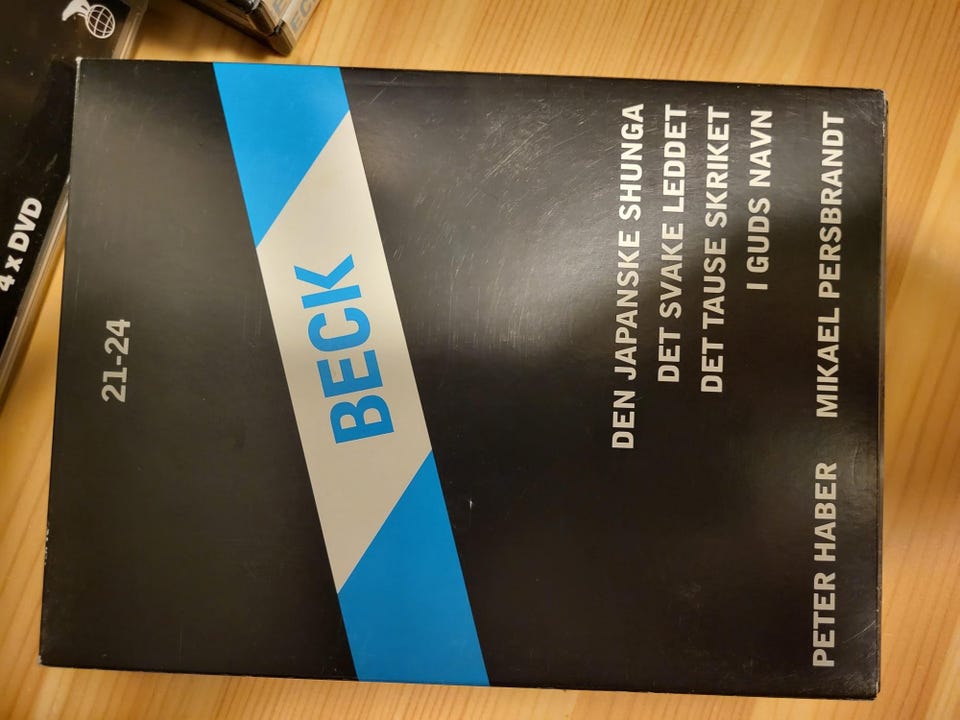 21-24
BECK
DEN JAPANSKE SHUNGA
DET SVAKE LEDDET
DET TAUSE SKRIKET
I GUDS NAVN
PETER HABER MIKAEL PERSBRANDT
4 x DVD